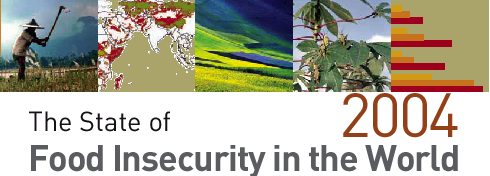 2004
The State of
Food Insecurity in the World